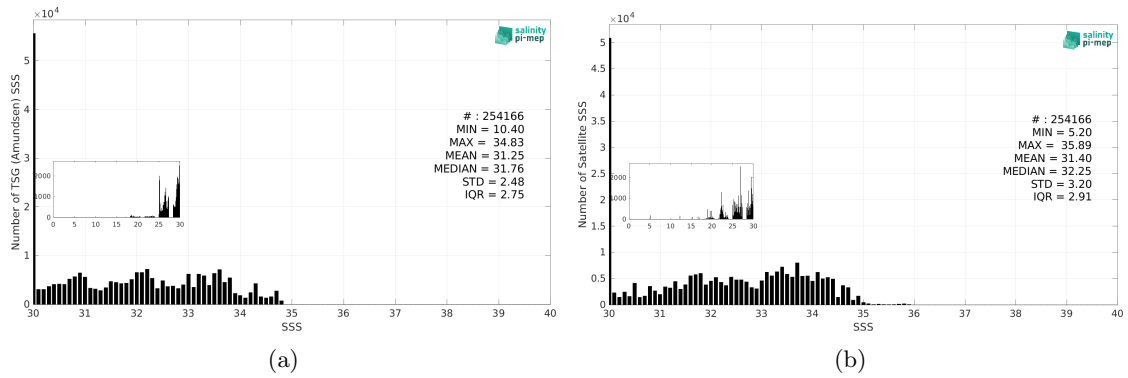 ×10⁴
6
5
4
3
2
1
0
Number of TSG (Amundsen) SSS
salinity
pi-mep
# : 254166
MIN = 10.40
MAX = 34.83
MEAN = 31.25
MEDIAN = 31.76
STD = 2.48
IQR = 2.75
2000
1000
0
0 5 10 15 20 25 30
30 31 32 33 34 35 36 37 38 39 40
SSS
(a)
×10⁴
5
4.5
4
3.5
3
2.5
2
1.5
1
0.5
0
Number of Satellite SSS
salinity
pi-mep
# : 254166
MIN = 5.20
MAX = 35.89
MEAN = 31.40
MEDIAN = 32.25
STD = 3.20
IQR = 2.91
2000
1000
0
0 5 10 15 20 25 30
30 31 32 33 34 35 36 37 38 39 40
SSS
(b)